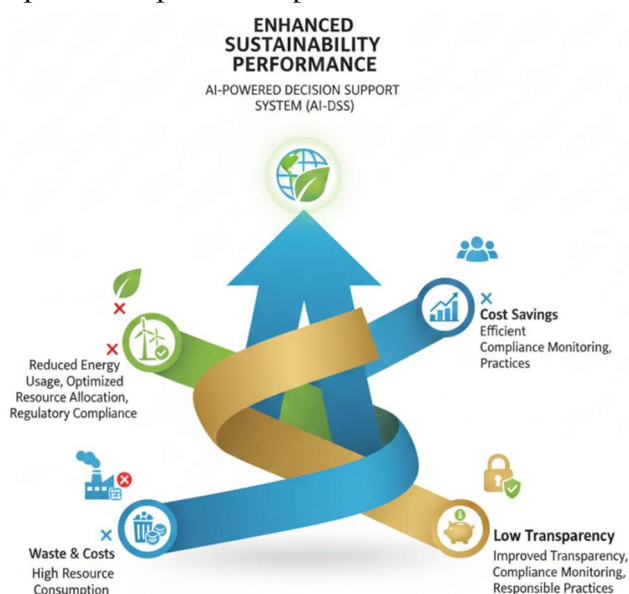 ENHANCED
SUSTAINABILITY
PERFORMANCE
AI-POWERED DECISION SUPPORT
SYSTEM (AI-DSS)
Reduced Energy
Usage, Optimized
Resource Allocation,
Regulatory Compliance
Cost Savings
Efficient
Compliance Monitoring,
Practices
Waste & Costs
High Resource
Consumption
Low Transparency
Improved Transparency,
Compliance Monitoring,
Responsible Practices